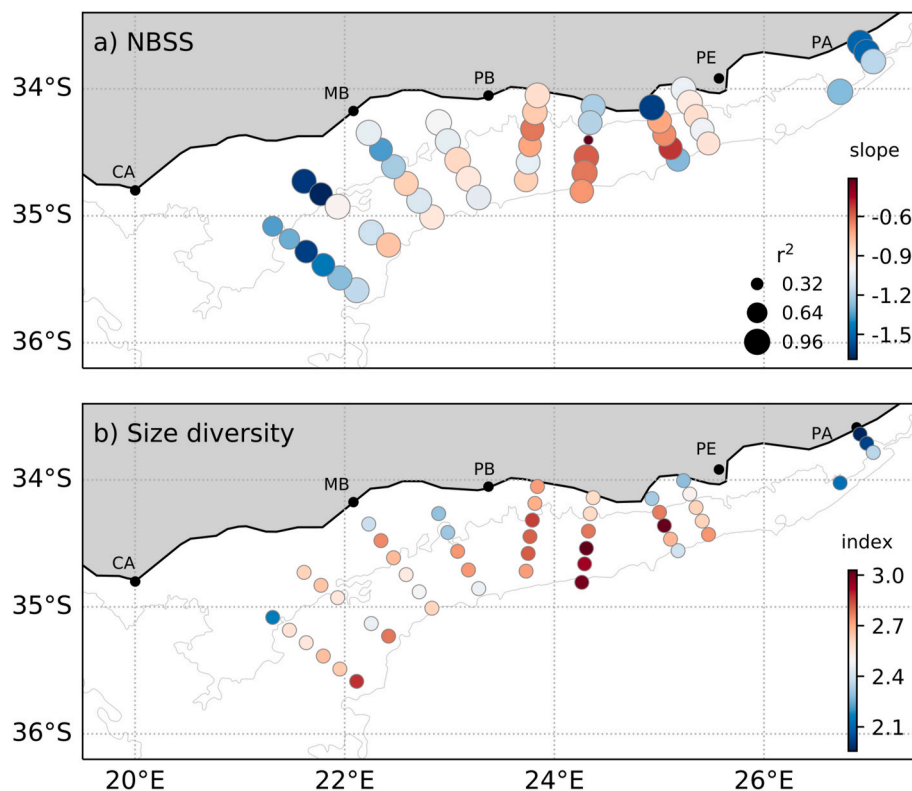 a) NBSS
PA
PE
34°S
PB
MB
slope
CA
-0.6
35°S
-0.9
r²
0.32
-1.2
0.64
36°S
0.96
-1.5
b) Size diversity
PA
PE
34°S
PB
MB
index
CA
3.0
35°S
2.7
2.4
36°S
2.1
20°E 22°E 24°E 26°E